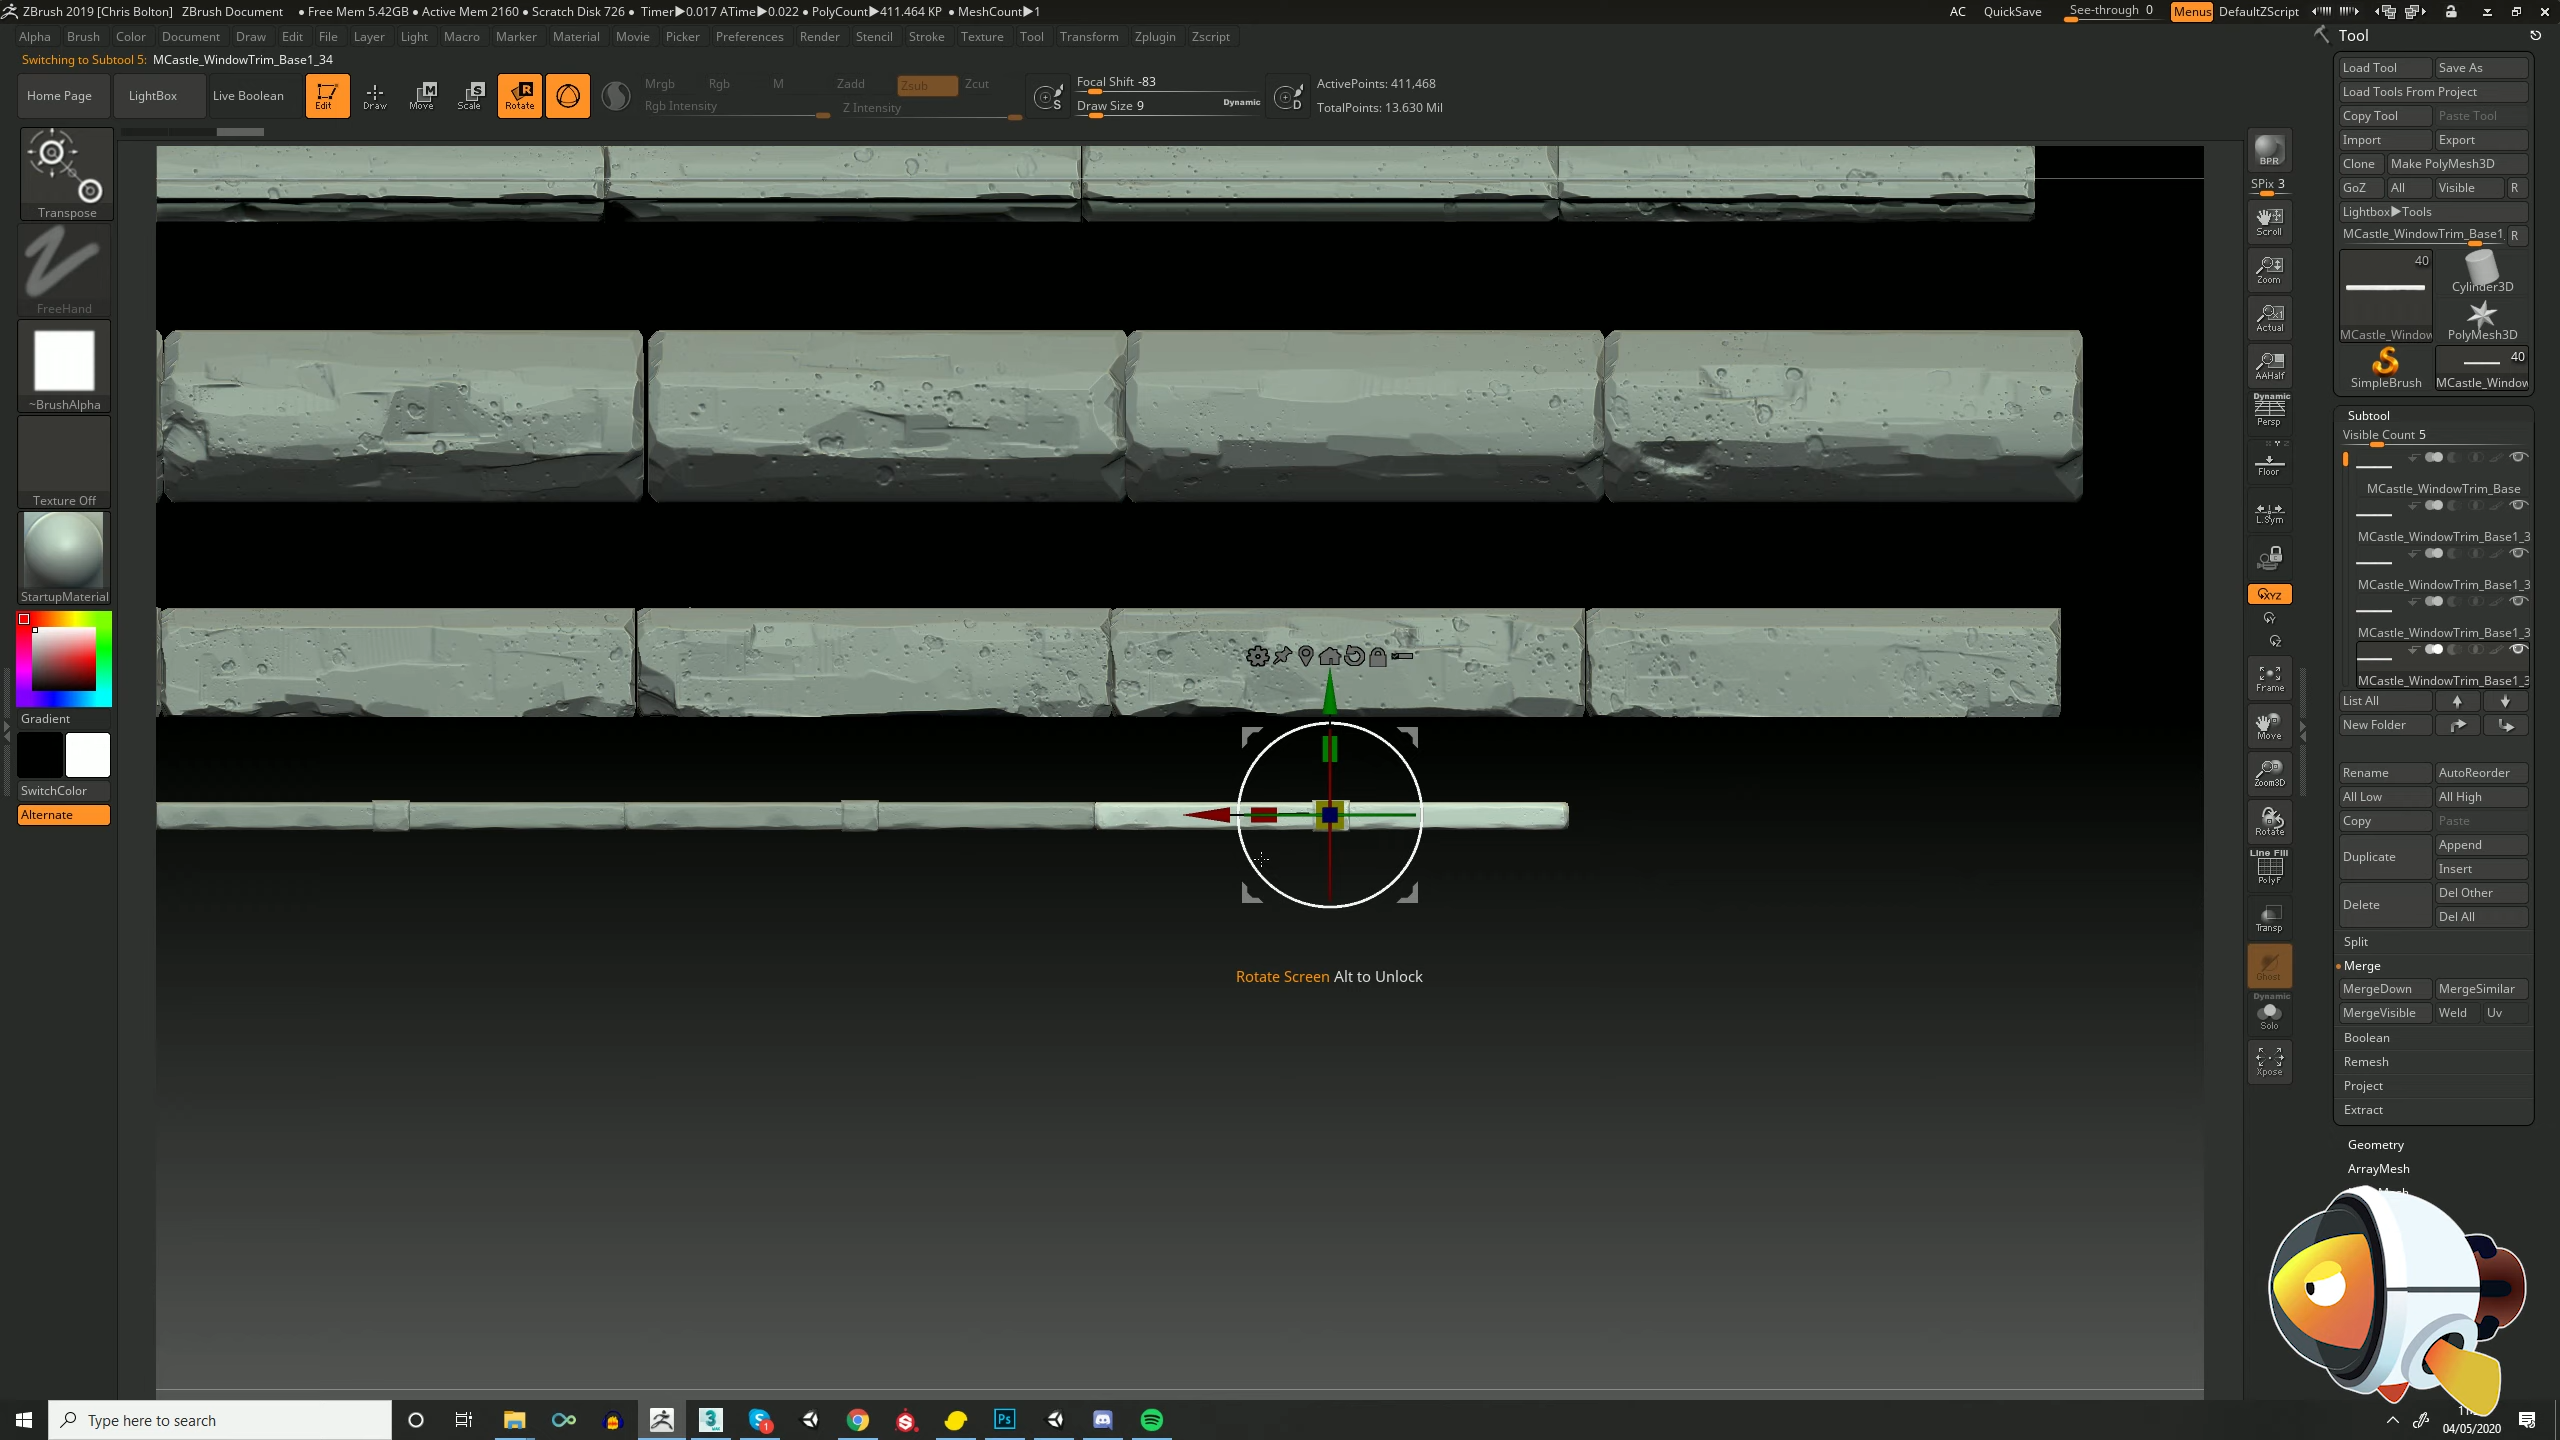 ZBrush 2019 [Chris Bolton] ZBrush Document • Free Mem 5.42GB • Active Mem 2160 • Scratch Disk 726 • Timer▶0.017 ATime▶0.022 • PolyCount▶411.464 KP • MeshCount▶1 AC QuickSave See-through 0 Menus DefaultZScript
Alpha Brush Color Document Draw Edit File Layer Light Macro Marker Material Movie Picker Preferences Render Stencil Stroke Texture Tool Transform Zplugin Zscript
Switching to Subtool 5: MCastle_WindowTrim_Base1_34
Home Page LightBox Live Boolean Edit Draw Move Scale Rotate
Mrgb Rgb M Zadd Zsub Zcut
Rgb Intensity Z Intensity
Focal Shift -83
Draw Size 9 Dynamic
ActivePoints: 411,468
TotalPoints: 13.630 Mil
Transpose
FreeHand
~BrushAlpha
Texture Off
StartupMaterial
Gradient
SwitchColor
Alternate
Rotate Screen Alt to Unlock
BPR
SPix 3
Scroll
Zoom
Actual
AAHalf
Dynamic
Persp
Floor
L.Sym
XYZ
Frame
Move
Zoom3D
Rotate
Line Fill
PolyF
Transp
Ghost
Dynamic
Solo
Xpose
Tool
Load Tool Save As
Load Tools From Project
Copy Tool Paste Tool
Import Export
Clone Make PolyMesh3D
GoZ All Visible R
Lightbox▶Tools
MCastle_WindowTrim_Base1_ R
40
Cylinder3D
MCastle_Window PolyMesh3D
40
SimpleBrush MCastle_Window
Subtool
Visible Count 5
MCastle_WindowTrim_Base
MCastle_WindowTrim_Base1_3
MCastle_WindowTrim_Base1_3
MCastle_WindowTrim_Base1_3
MCastle_WindowTrim_Base1_3
List All
New Folder
Rename AutoReorder
All Low All High
Copy Paste
Duplicate Append
Insert
Delete Del Other
Del All
Split
Merge
MergeDown MergeSimilar
MergeVisible Weld Uv
Boolean
Remesh
Project
Extract
Geometry
ArrayMesh
Type here to search
Ps
04/05/2020